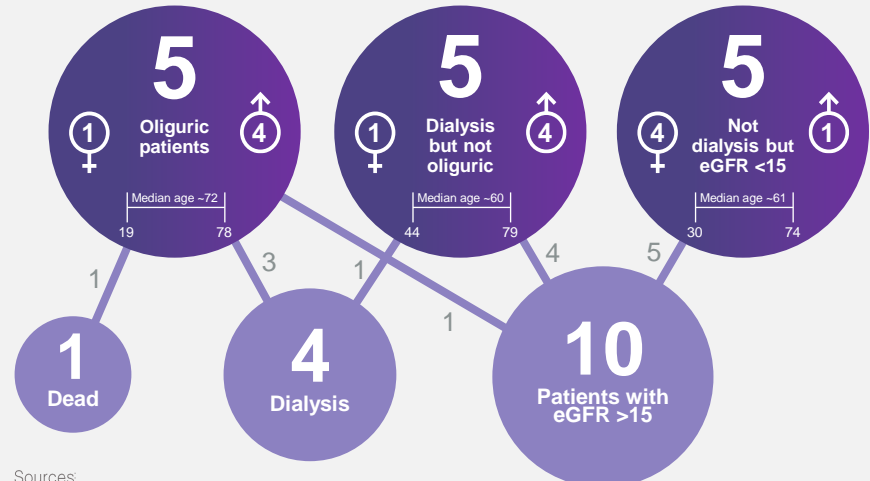 5
1
Oliguric
patients
4
Median age ~72
19
78
5
1
Dialysis
but not
oliguric
4
Median age ~60
44
79
5
4
Not
dialysis but
eGFR <15
1
Median age ~61
30
74
1
3
1
1
4
5
1
Dead
4
Dialysis
10
Patients with
eGFR >15
Sources: